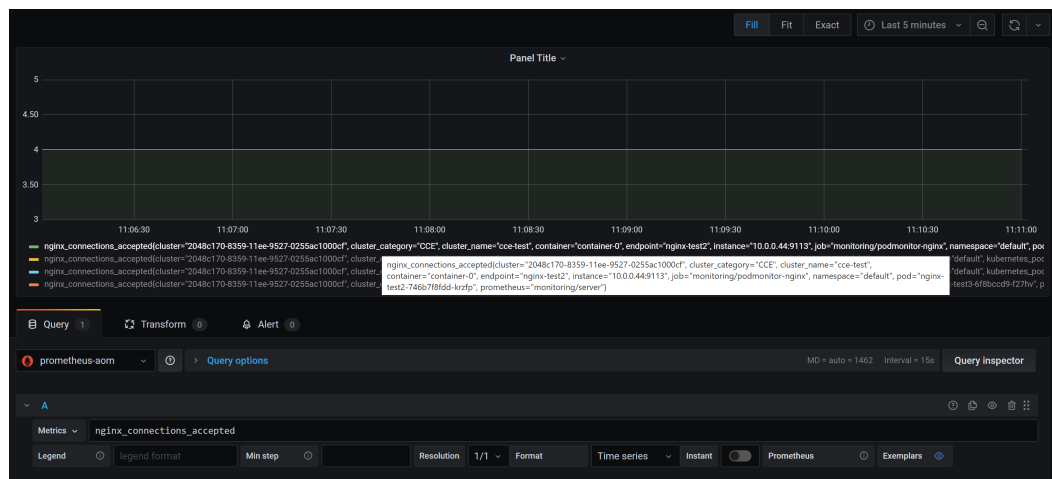 Fill Fit Exact Last 5 minutes
Panel Title
5
4.50
4
3.50
3
11:06:30 11:07:00 11:07:30 11:08:00 11:08:30 11:09:00 11:09:30 11:10:00 11:10:30 11:11:00
nginx_connections_accepted{cluster="2048c170-8359-11ee-9527-0255ac1000cf", cluster_category="CCE", cluster_name="cce-test", container="container-0", endpoint="nginx-test2", instance="10.0.0.44:9113", job="monitoring/podmonitor-nginx", namespace="default", poc
nginx_connections_accepted{cluster="2048c170-8359-11ee-9527-0255ac1000cf", cluster_ "default", kubernetes_poc
nginx_connections_accepted{cluster="2048c170-8359-11ee-9527-0255ac1000cf", cluster_ "default", kubernetes_poc
nginx_connections_accepted{cluster="2048c170-8359-11ee-9527-0255ac1000cf", cluster_ -test3-6f8bccd9-f27hv", p
nginx_connections_accepted{cluster="2048c170-8359-11ee-9527-0255ac1000cf", cluster_category="CCE", cluster_name="cce-test",
container="container-0", endpoint="nginx-test2", instance="10.0.0.44:9113", job="monitoring/podmonitor-nginx", namespace="default", pod="nginx-
test2-746b7f8fdd-krzfp", prometheus="monitoring/server"}
Query 1 Transform 0 Alert 0
prometheus-aom Query options MD = auto = 1462 Interval = 15s Query inspector
A
Metrics nginx_connections_accepted
Legend legend format Min step Resolution 1/1 Format Time series Instant Prometheus Exemplars